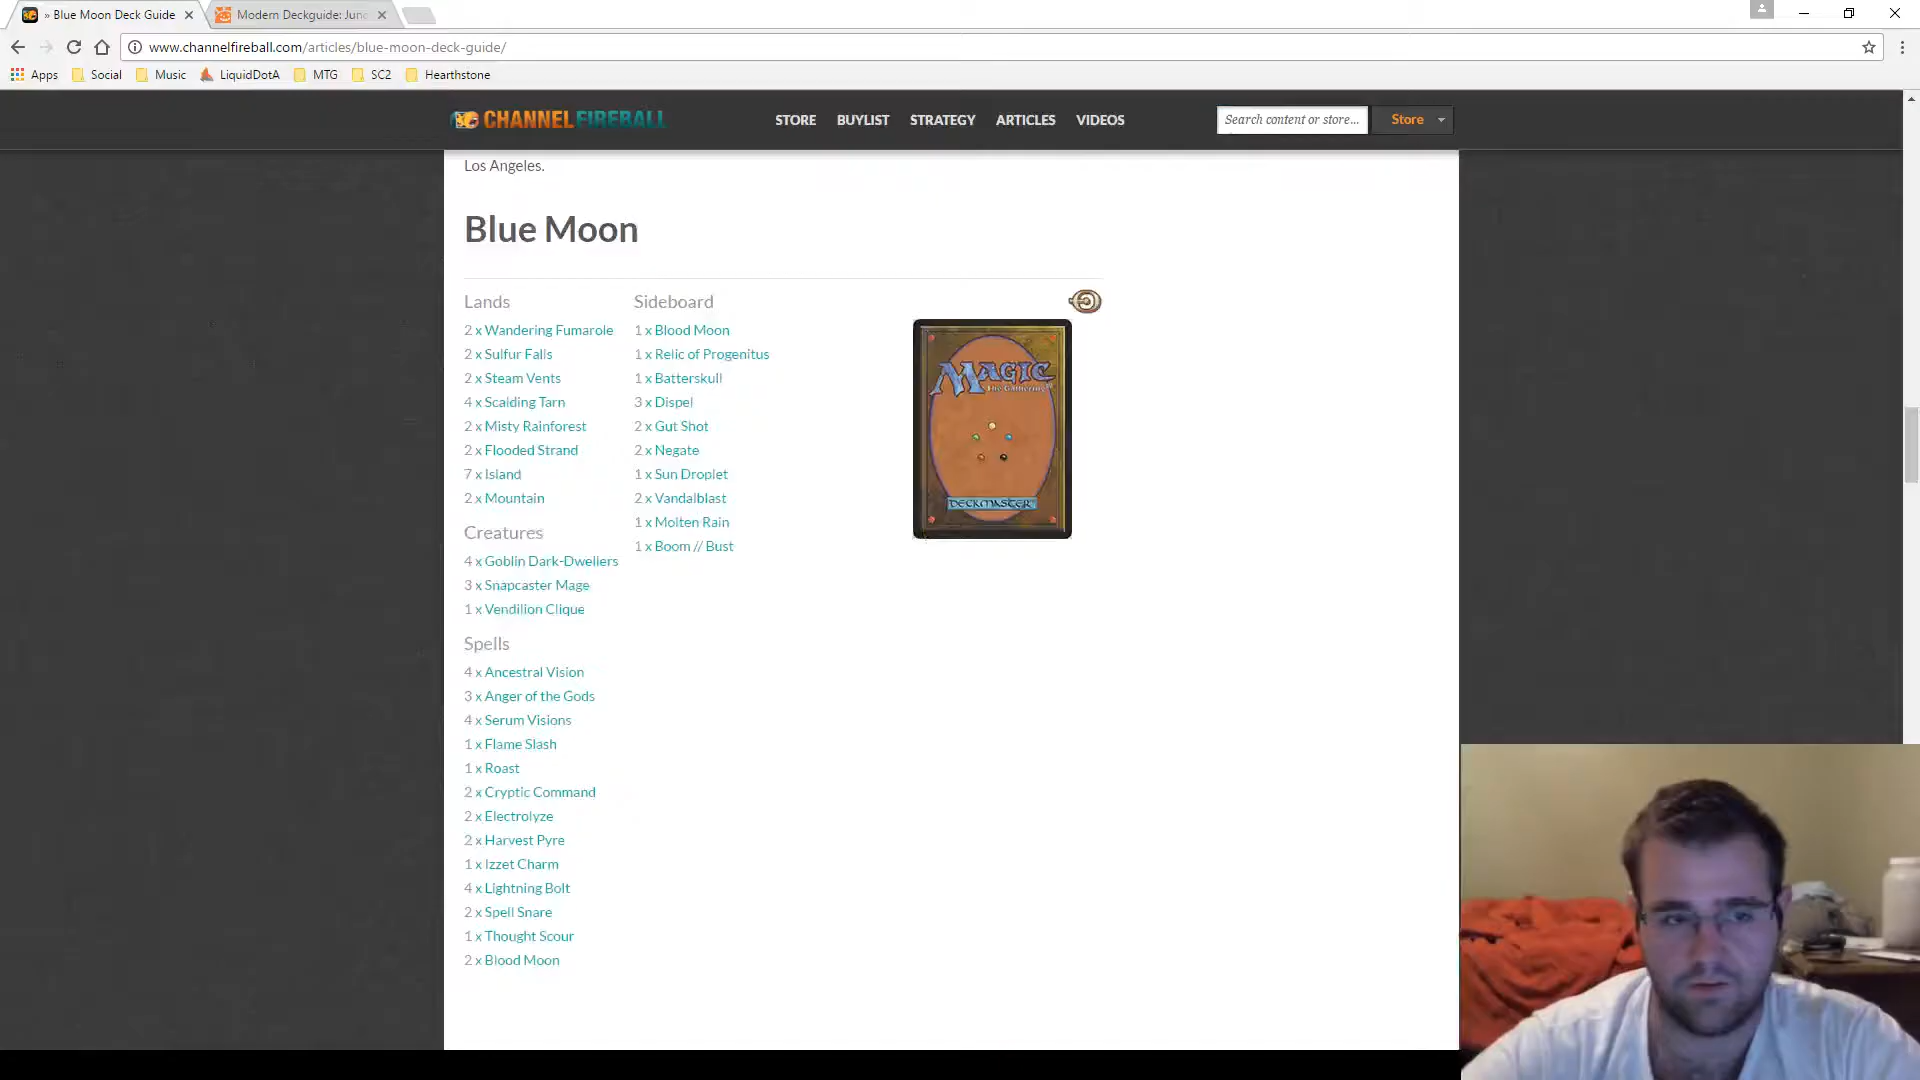 » Blue Moon Deck Guide
Modern Deckguide: Jund
www.channelfireball.com/articles/blue-moon-deck-guide/
Apps Social Music LiquidDotA MTG SC2 Hearthstone
CHANNELFIREBALL STORE BUYLIST STRATEGY ARTICLES VIDEOS Search content or store... Store
Los Angeles.
Blue Moon
Lands
2 x Wandering Fumarole
2 x Sulfur Falls
2 x Steam Vents
4 x Scalding Tarn
2 x Misty Rainforest
2 x Flooded Strand
7 x Island
2 x Mountain
Creatures
4 x Goblin Dark-Dwellers
3 x Snapcaster Mage
1 x Vendilion Clique
Spells
4 x Ancestral Vision
3 x Anger of the Gods
4 x Serum Visions
1 x Flame Slash
1 x Roast
2 x Cryptic Command
2 x Electrolyze
2 x Harvest Pyre
1 x Izzet Charm
4 x Lightning Bolt
2 x Spell Snare
1 x Thought Scour
2 x Blood Moon
Sideboard
1 x Blood Moon
1 x Relic of Progenitus
1 x Batterskull
3 x Dispel
2 x Gut Shot
2 x Negate
1 x Sun Droplet
2 x Vandalblast
1 x Molten Rain
1 x Boom // Bust
MAGIC
The Gathering
DECKMASTER